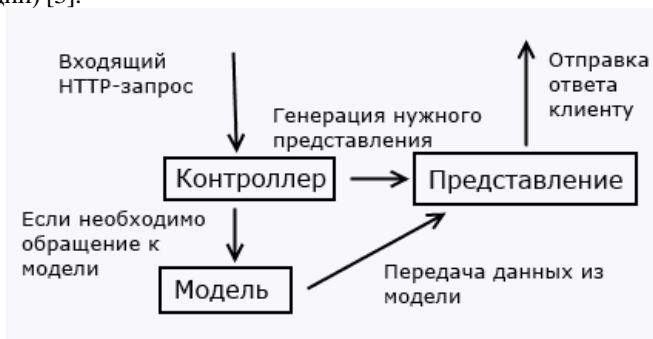 [3].
Входящий
HTTP-запрос
Отправка
ответа
клиенту
Генерация нужного
представления
Контроллер
Представление
Если необходимо
обращение к
модели
Модель
Передача данных из
модели